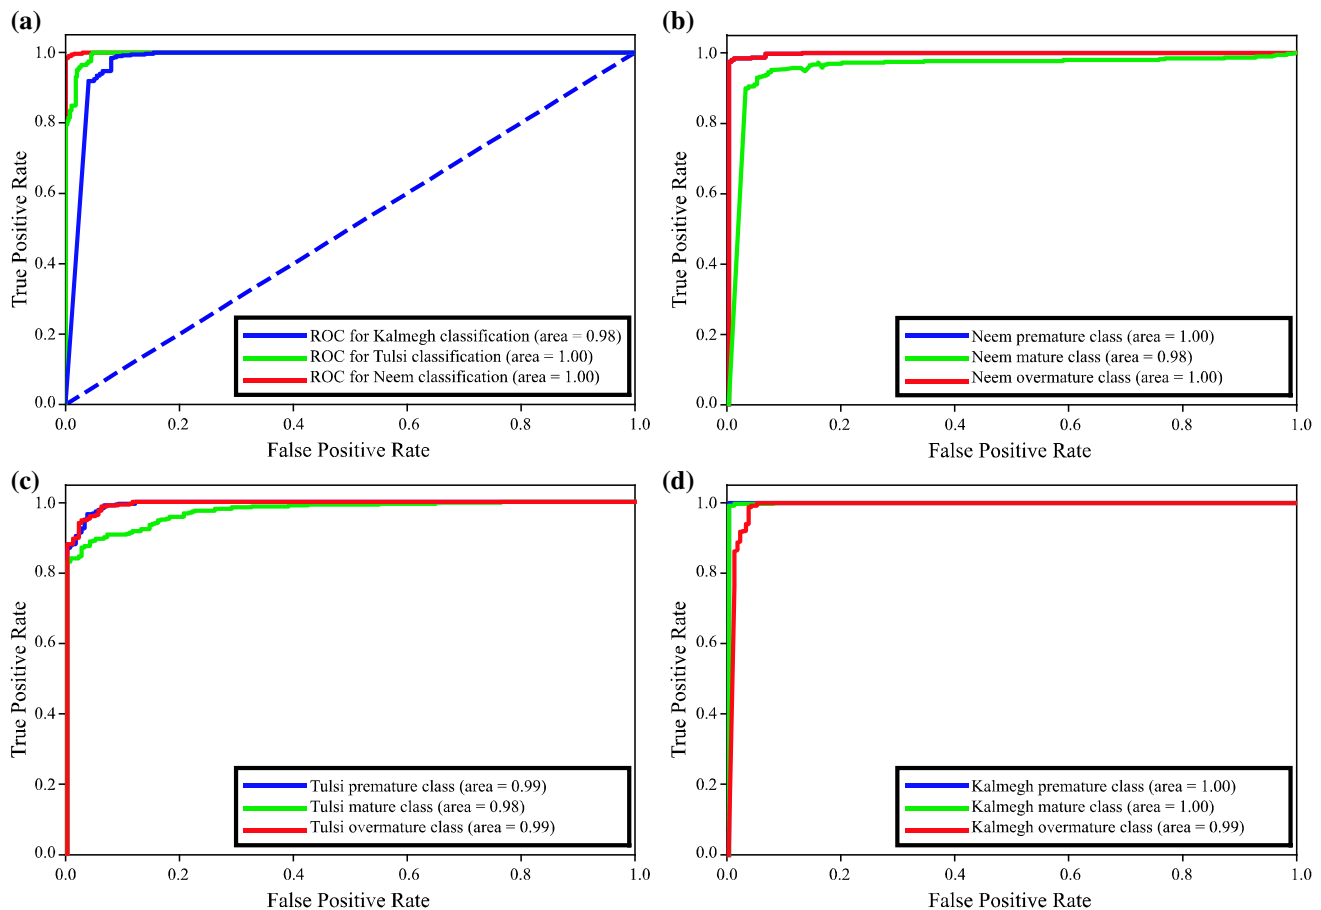 (a)
1.0
0.8
0.6
0.4
0.2
0.0
True Positive Rate
ROC for Kalmegh classification (area = 0.98)
ROC for Tulsi classification (area = 1.00)
ROC for Neem classification (area = 1.00)
0.0 0.2 0.4 0.6 0.8 1.0
False Positive Rate
(b)
1.0
0.8
0.6
0.4
0.2
0.0
True Positive Rate
Neem premature class (area = 1.00)
Neem mature class (area = 0.98)
Neem overmature class (area = 1.00)
0.0 0.2 0.4 0.6 0.8 1.0
False Positive Rate
(c)
1.0
0.8
0.6
0.4
0.2
0.0
True Positive Rate
Tulsi premature class (area = 0.99)
Tulsi mature class (area = 0.98)
Tulsi overmature class (area = 0.99)
0.0 0.2 0.4 0.6 0.8 1.0
False Positive Rate
(d)
1.0
0.8
0.6
0.4
0.2
0.0
True Positive Rate
Kalmegh premature class (area = 1.00)
Kalmegh mature class (area = 1.00)
Kalmegh overmature class (area = 0.99)
0.0 0.2 0.4 0.6 0.8 1.0
False Positive Rate